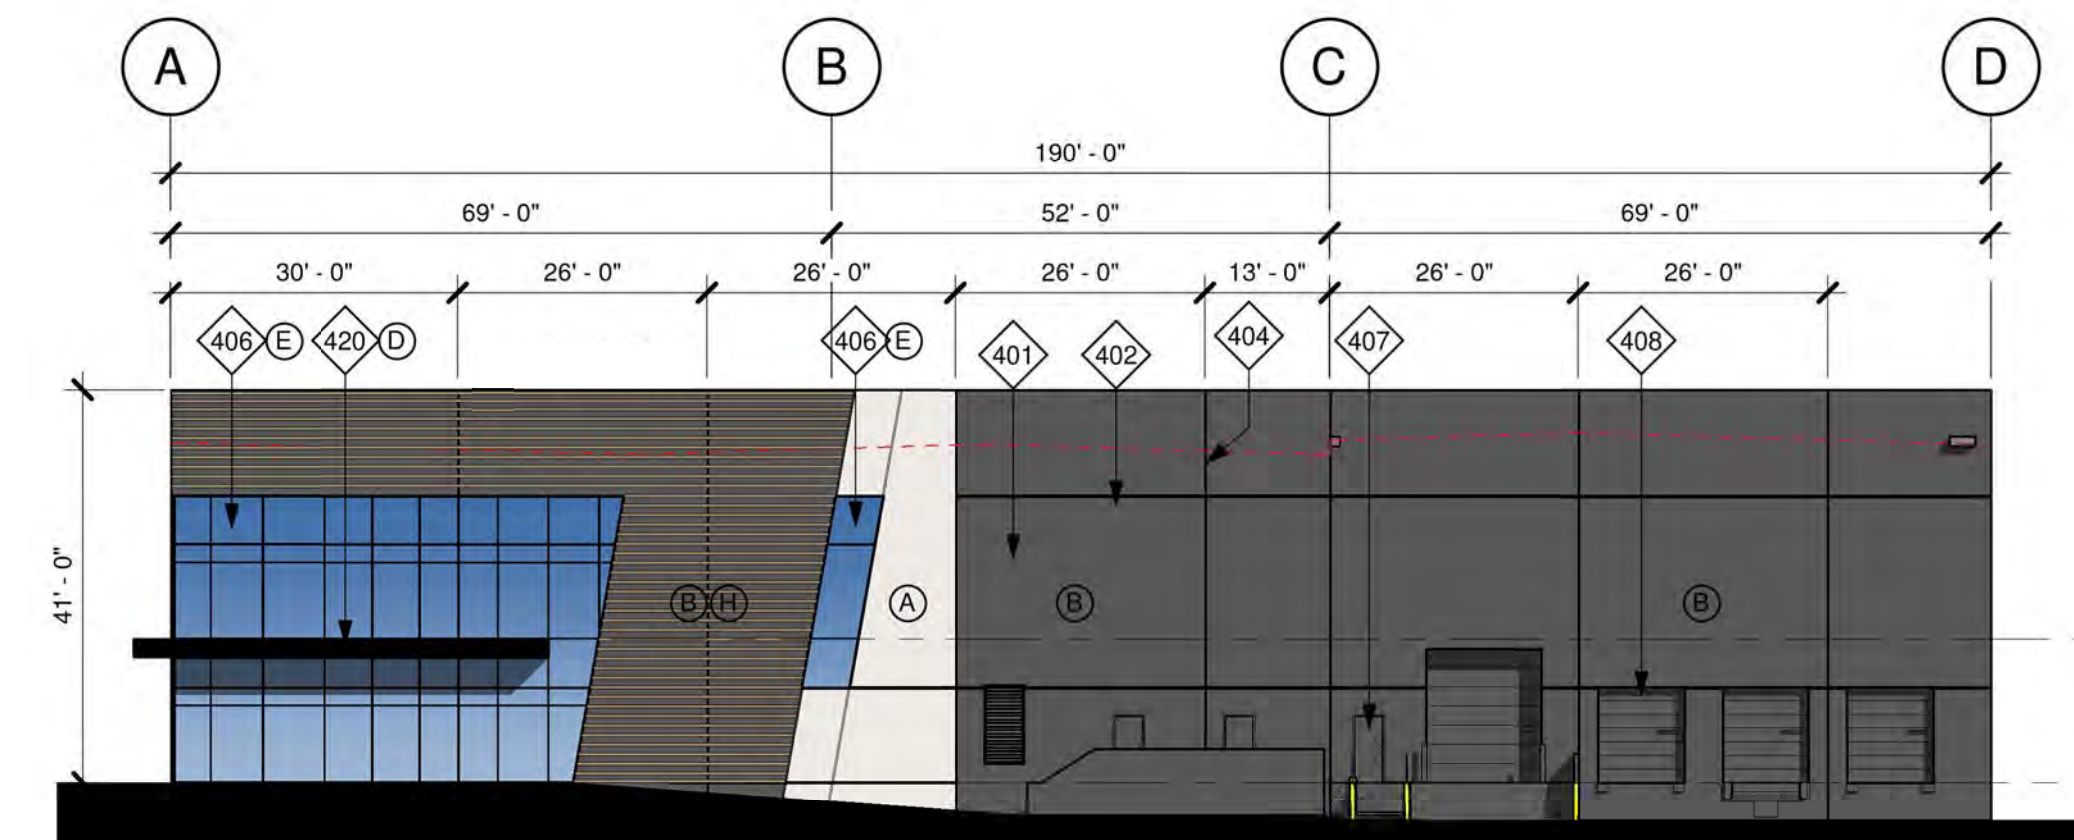 A B C D
190' - 0"
69' - 0" 52' - 0" 69' - 0"
30' - 0" 26' - 0" 26' - 0" 26' - 0" 13' - 0" 26' - 0" 26' - 0"
406 E 420 D 406 E 401 402 404 407 408
41' - 0"
B H A B B